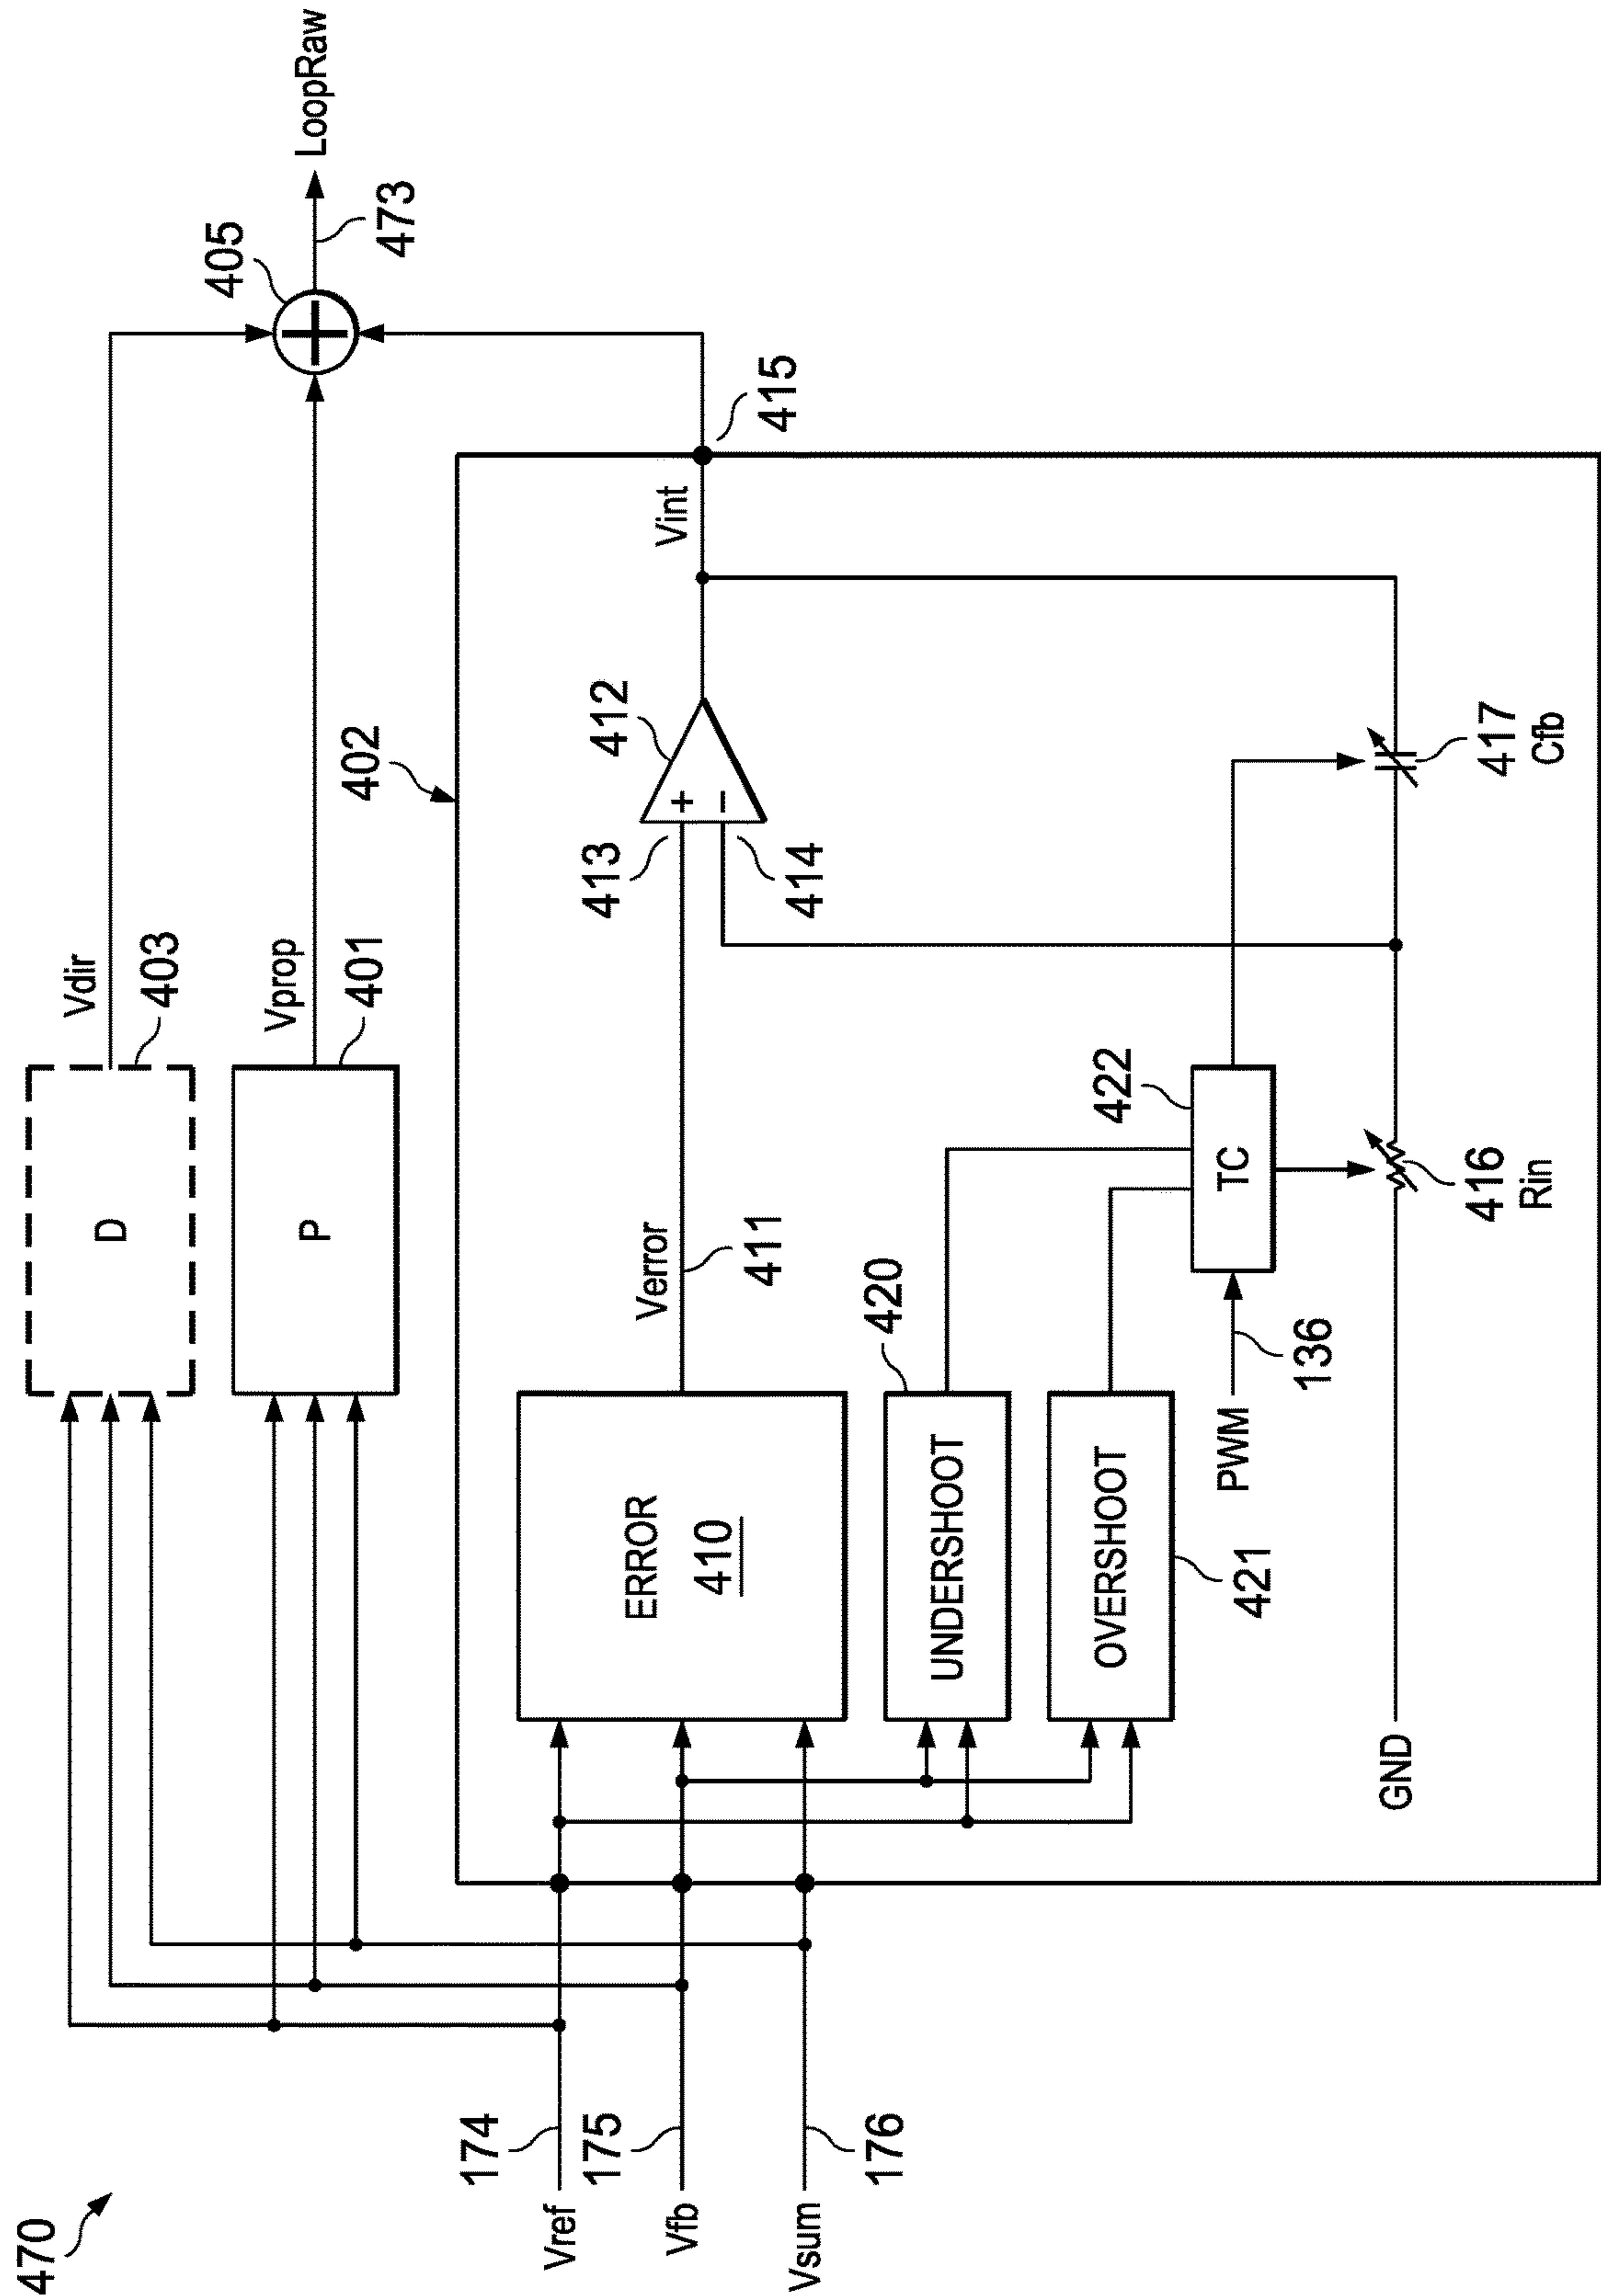 470
Vref
174
Vfb
175
Vsum
176
D
Vdir
403
P
Vprop
401
405
LoopRaw
473
402
ERROR
410
Verror
411
413
+
414
−
412
Vint
415
UNDERSHOOT
420
OVERSHOOT
421
PWM
136
TC
422
GND
416
Rin
417
Cfb